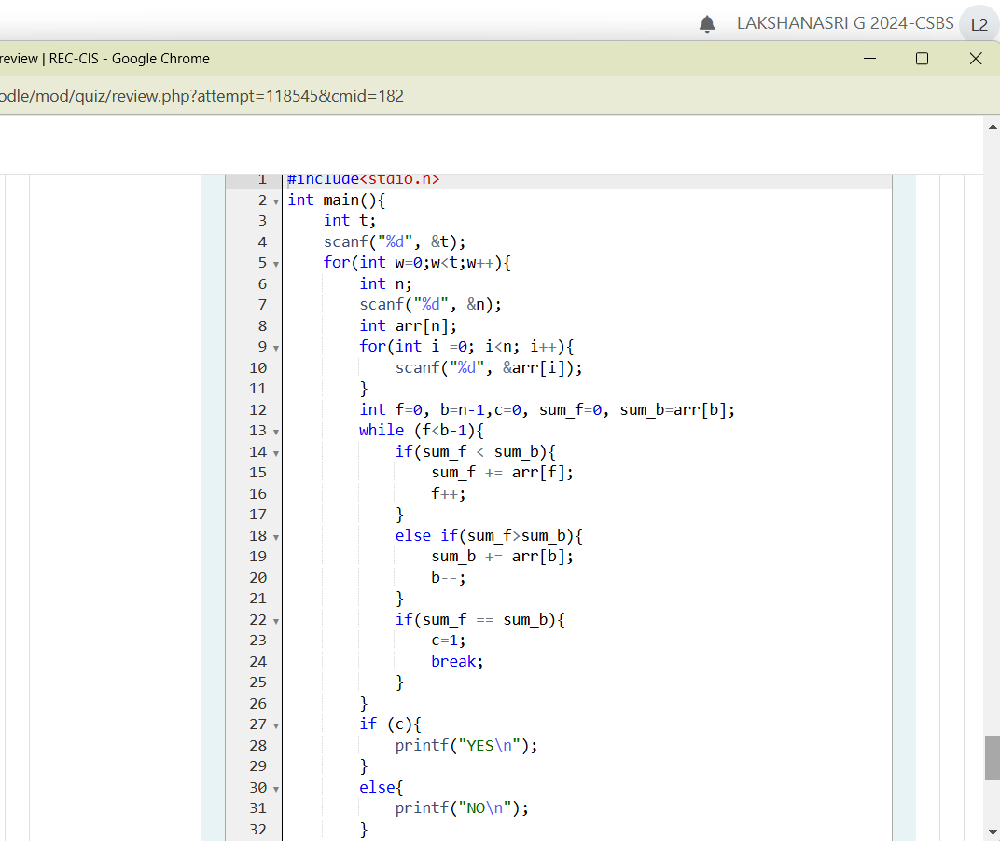 LAKSHANASRI G 2024-CSBS L2
review | REC-CIS - Google Chrome
odle/mod/quiz/review.php?attempt=118545&cmid=182
1 #include<stdio.h>
2 int main(){
3 int t;
4 scanf("%d", &t);
5 for(int w=0;w<t;w++){
6 int n;
7 scanf("%d", &n);
8 int arr[n];
9 for(int i =0; i<n; i++){
10 scanf("%d", &arr[i]);
11 }
12 int f=0, b=n-1,c=0, sum_f=0, sum_b=arr[b];
13 while (f<b-1){
14 if(sum_f < sum_b){
15 sum_f += arr[f];
16 f++;
17 }
18 else if(sum_f>sum_b){
19 sum_b += arr[b];
20 b--;
21 }
22 if(sum_f == sum_b){
23 c=1;
24 break;
25 }
26 }
27 if (c){
28 printf("YES\n");
29 }
30 else{
31 printf("NO\n");
32 }